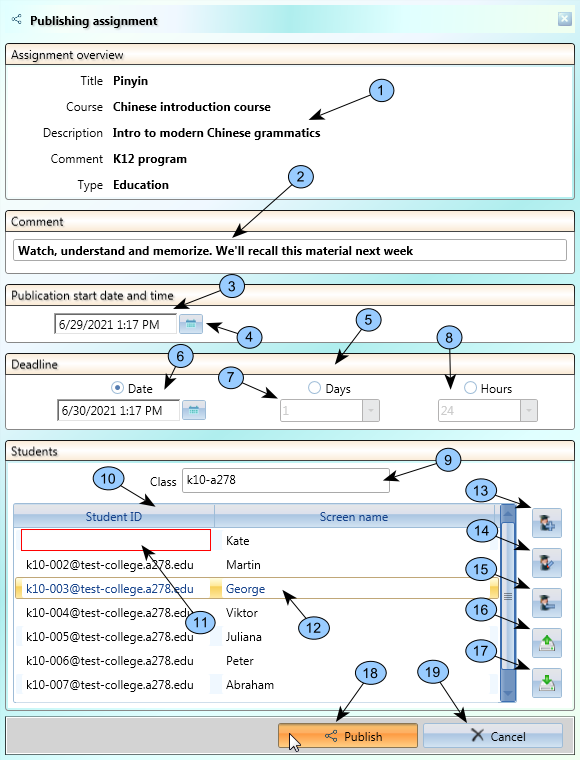 Publishing assignment
Assignment overview
Title Pinyin
1
Course Chinese introduction course
Description Intro to modern Chinese grammatics
Comment K12 program
2
Type Education
Comment
Watch, understand and memorize. We'll recall this material next week
3
Publication start date and time
6/29/2021 1:17 PM
4
5
6
7
8
Deadline
Date Days Hours
6/30/2021 1:17 PM 1 24
Students
9
Class k10-a278
10
13
Student ID Screen name
14
Kate
k10-002@test-college.a278.edu Martin
15
k10-003@test-college.a278.edu George
16
k10-004@test-college.a278.edu Viktor
11
12
k10-005@test-college.a278.edu Juliana
17
k10-006@test-college.a278.edu Peter
18
19
k10-007@test-college.a278.edu Abraham
Publish Cancel